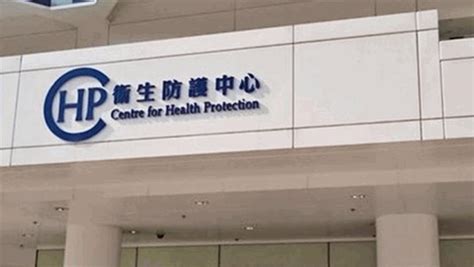 CHP
衞生防護中心
Centre for Health Protection